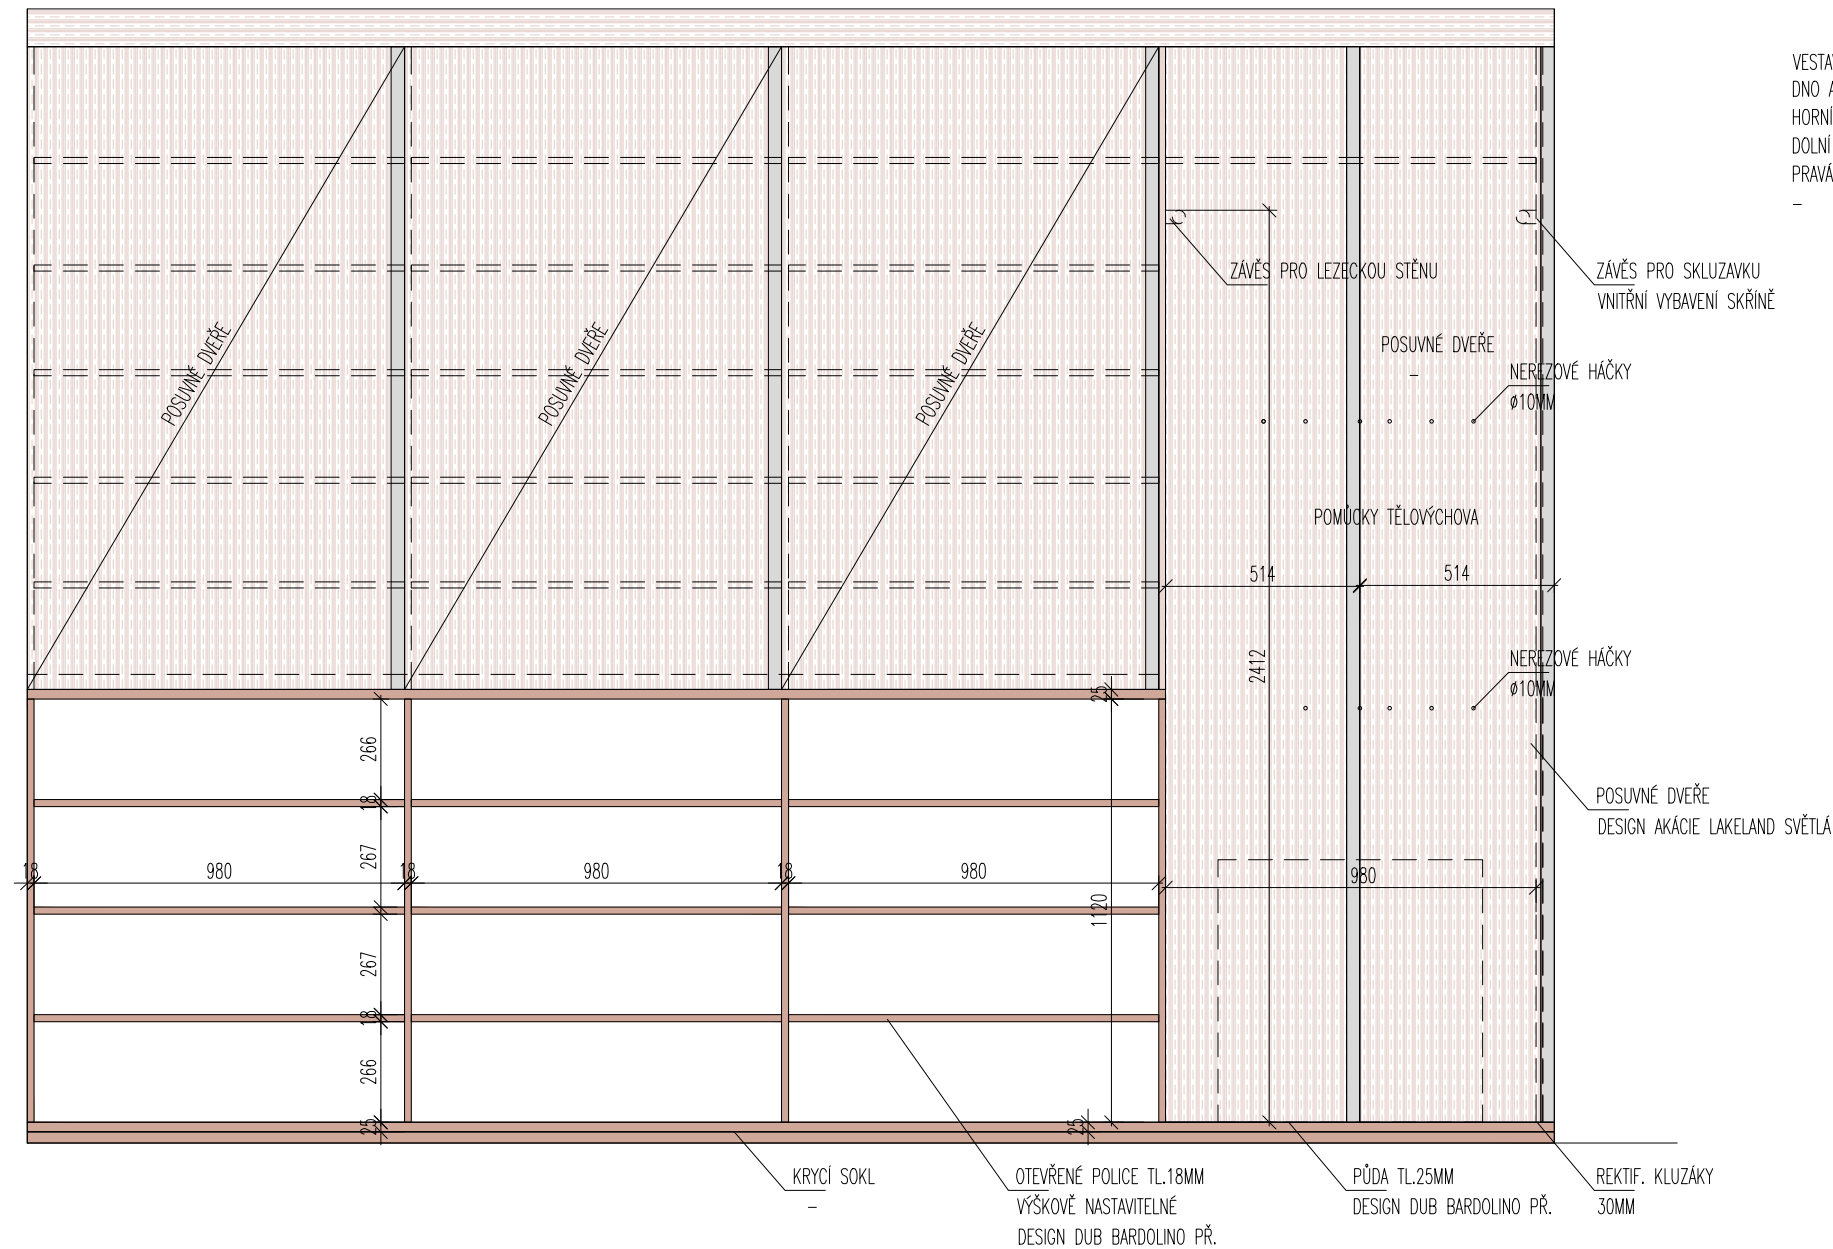 VESTA
DNO A
HORNÍ
DOLNÍ
PRAVÁ
–
ZÁVĚS PRO LEZECKOU STĚNU
ZÁVĚS PRO SKLUZAVKU
VNITŘNÍ VYBAVENÍ SKŘÍNĚ
POSUVNÉ DVEŘE
POSUVNÉ DVEŘE
POSUVNÉ DVEŘE
POSUVNÉ DVEŘE
–
NEREZOVÉ HÁČKY
Ø10MM
POMŮCKY TĚLOVÝCHOVA
514
514
2412
NEREZOVÉ HÁČKY
Ø10MM
25
266
18
POSUVNÉ DVEŘE
DESIGN AKÁCIE LAKELAND SVĚTLÁ
267
18
980
18
980
18
980
980
1120
267
18
266
25
25
KRYCÍ SOKL
–
OTEVŘENÉ POLICE TL.18MM
VÝŠKOVĚ NASTAVITELNÉ
DESIGN DUB BARDOLINO PŘ.
PŮDA TL.25MM
DESIGN DUB BARDOLINO PŘ.
REKTIF. KLUZÁKY
30MM